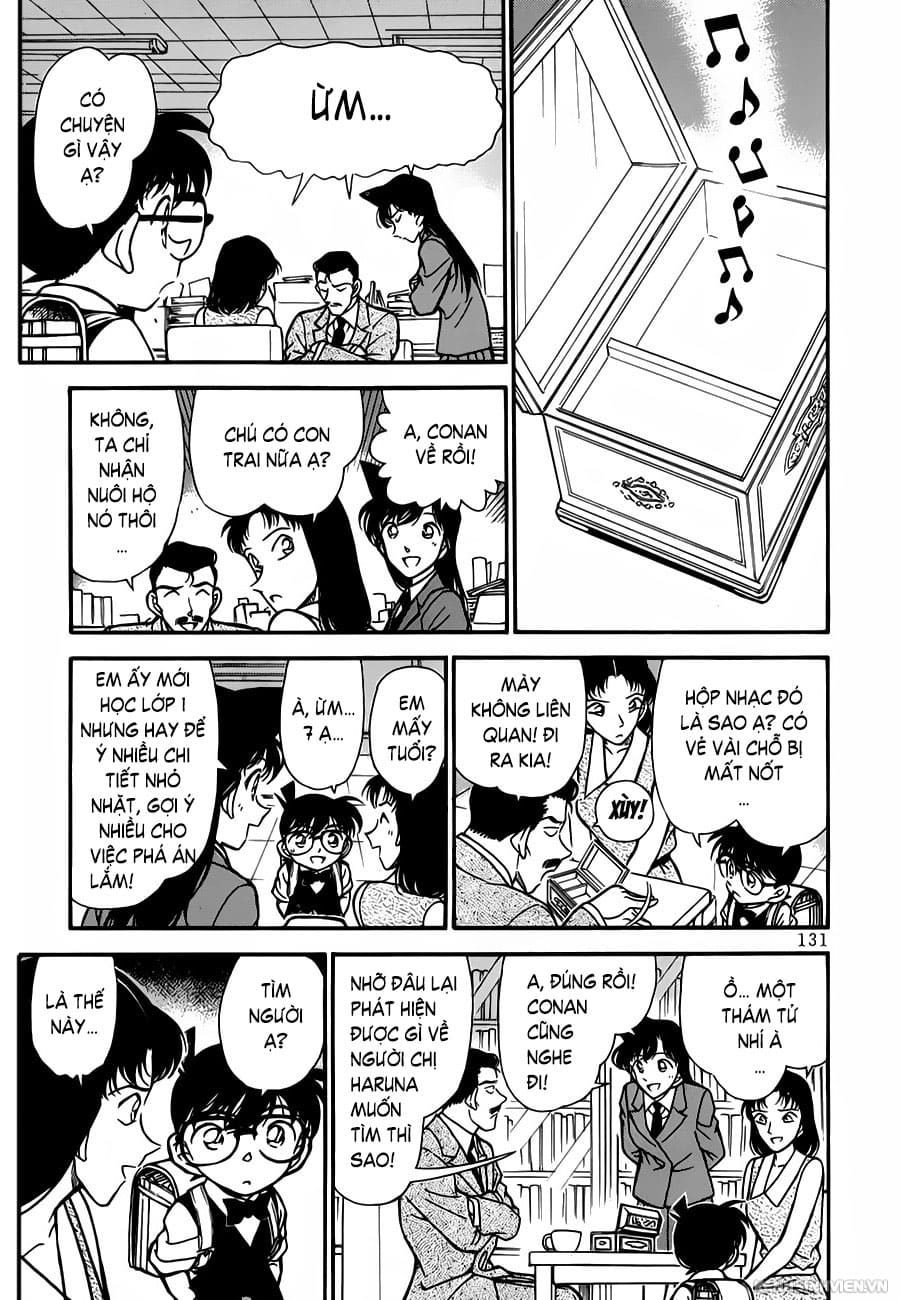 ỪM...
CÓ
CHUYỆN
GÌ VẬY
Ạ?
A, CONAN
VỀ RỒI!
CHÚ CÓ CON
TRAI NỮA Ạ?
KHÔNG,
TA CHỈ
NHẬN
NUÔI HỘ
NÓ THÔI
...
HỘP NHẠC ĐÓ
LÀ SAO Ạ? CÓ
VẺ VÀI CHỖ BỊ
MẤT NỐT
...
MÀY
KHÔNG LIÊN
QUAN! ĐI
RA KIA!
XÙY!
EM
MẤY
TUỔI?
À, ỪM...
7 Ạ...
EM ẤY MỚI
HỌC LỚP 1
NHƯNG HAY ĐỂ
Ý NHIỀU CHI
TIẾT NHỎ
NHẶT, GỢI Ý
NHIỀU CHO
VIỆC PHÁ ÁN
LẮM!
131
Ồ... MỘT
THÁM TỬ
NHÍ À
...
A, ĐÚNG RỒI!
CONAN
CŨNG
NGHE
ĐI!
NHỠ ĐÂU LẠI
PHÁT HIỆN
ĐƯỢC GÌ VỀ
NGƯỜI CHỊ
HARUNA
MUỐN
TÌM THÌ
SAO!
TÌM
NGƯỜI
Ạ?
LÀ THẾ
NÀY...